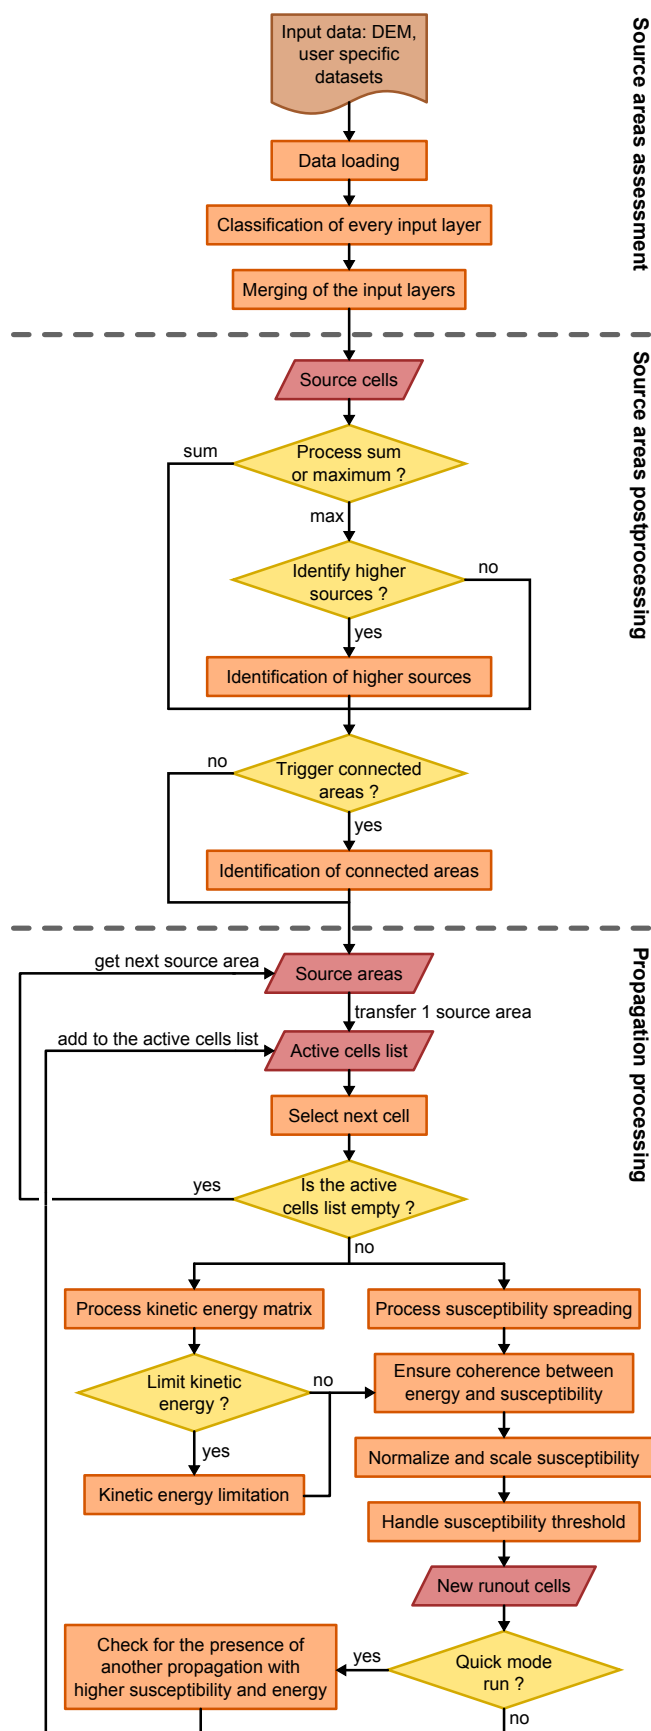 Source areas assessment
Input data: DEM,
user specific
datasets
Data loading
Classification of every input layer
Merging of the input layers
Source areas postprocessing
Source cells
sum
Process sum
or maximum ?
max
Identify higher
sources ?
no
yes
Identification of higher sources
no
Trigger connected
areas ?
yes
Identification of connected areas
Propagation processing
get next source area
Source areas
transfer 1 source area
add to the active cells list
Active cells list
Select next cell
yes
Is the active
cells list empty ?
no
Process kinetic energy matrix
Process susceptibility spreading
Limit kinetic
energy ?
no
Ensure coherence between
energy and susceptibility
yes
Normalize and scale susceptibility
Kinetic energy limitation
Handle susceptibility threshold
New runout cells
Check for the presence of
another propagation with
higher susceptibility and energy
yes
Quick mode
run ?
no